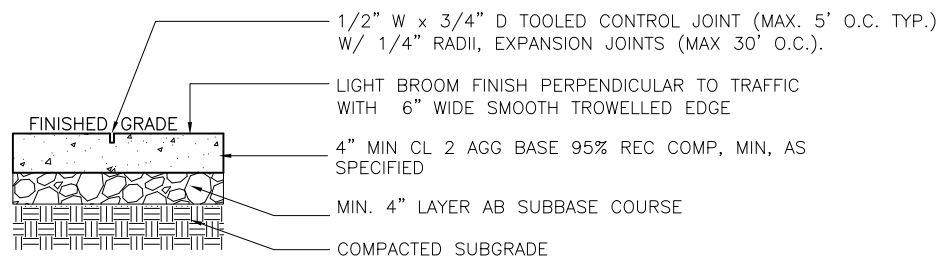 1/2" W x 3/4" D TOOLED CONTROL JOINT (MAX. 5' O.C. TYP.)
W/ 1/4" RADII, EXPANSION JOINTS (MAX 30' O.C.).
LIGHT BROOM FINISH PERPENDICULAR TO TRAFFIC
WITH 6" WIDE SMOOTH TROWELLED EDGE
FINISHED GRADE
4" MIN CL 2 AGG BASE 95% REC COMP, MIN, AS
SPECIFIED
MIN. 4" LAYER AB SUBBASE COURSE
COMPACTED SUBGRADE